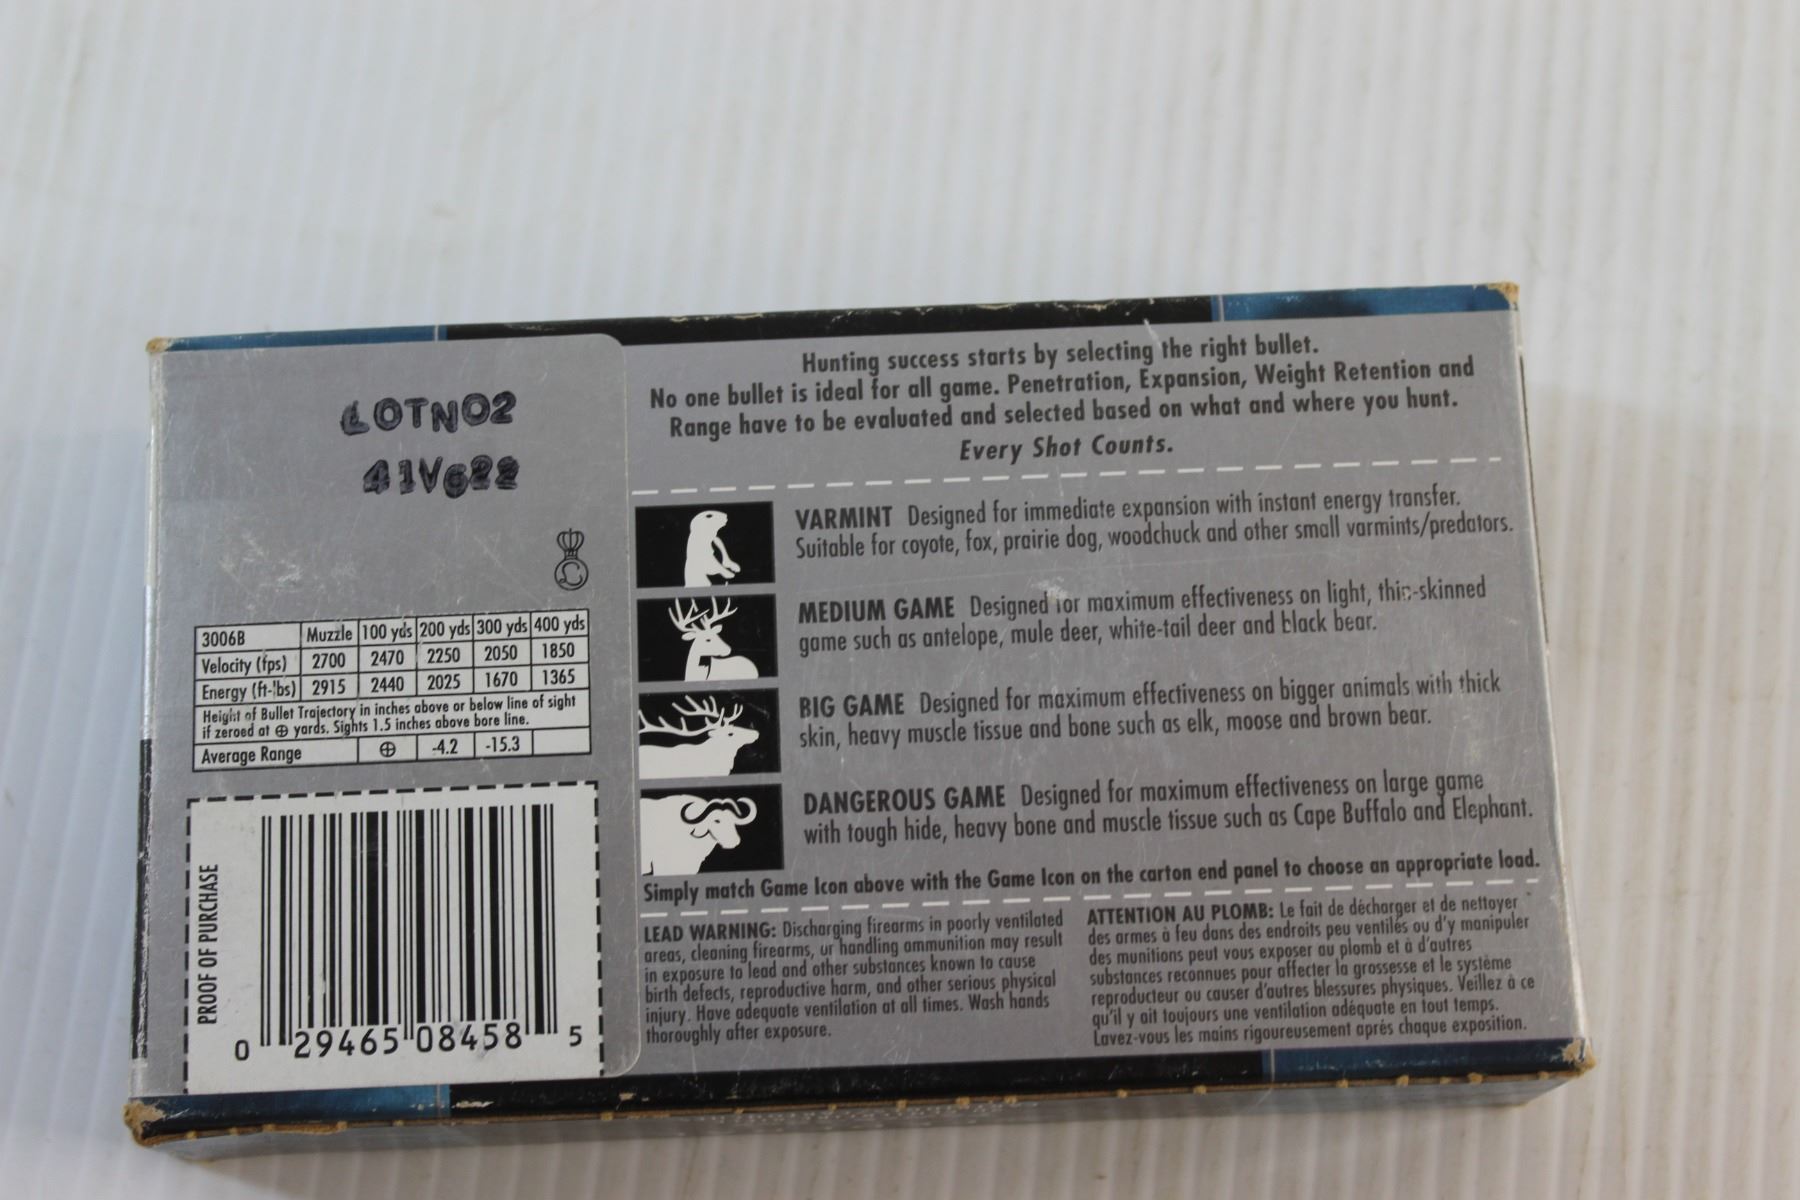 LOTNO2
41V622
3006B Muzzle 100 yds 200 yds 300 yds 400 yds
Velocity (fps) 2700 2470 2250 2050 1850
Energy (ft-lbs) 2915 2440 2025 1670 1365
Height of Bullet Trajectory in inches above or below line of sight
if zeroed at ⊕ yards. Sights 1.5 inches above bore line.
Average Range ⊕ -4.2 -15.3
PROOF OF PURCHASE
0 29465 08458 5
Hunting success starts by selecting the right bullet.
No one bullet is ideal for all game. Penetration, Expansion, Weight Retention and
Range have to be evaluated and selected based on what and where you hunt.
Every Shot Counts.
VARMINT Designed for immediate expansion with instant energy transfer.
Suitable for coyote, fox, prairie dog, woodchuck and other small varmints/predators.
MEDIUM GAME Designed for maximum effectiveness on light, thin-skinned
game such as antelope, mule deer, white-tail deer and black bear.
BIG GAME Designed for maximum effectiveness on bigger animals with thick
skin, heavy muscle tissue and bone such as elk, moose and brown bear.
DANGEROUS GAME Designed for maximum effectiveness on large game
with tough hide, heavy bone and muscle tissue such as Cape Buffalo and Elephant.
Simply match Game Icon above with the Game Icon on the carton end panel to choose an appropriate load.
LEAD WARNING: Discharging firearms in poorly ventilated
areas, cleaning firearms, or handling ammunition may result
in exposure to lead and other substances known to cause
birth defects, reproductive harm, and other serious physical
injury. Have adequate ventilation at all times. Wash hands
thoroughly after exposure.
ATTENTION AU PLOMB: Le fait de décharger et de nettoyer
des armes à feu dans des endroits peu ventilés ou d'y manipuler
des munitions peut vous exposer au plomb et à d'autres
substances reconnues pour affecter la grossesse et le système
reproducteur ou causer d'autres blessures physiques. Veillez à ce
qu'il y ait toujours une ventilation adéquate en tout temps.
Lavez-vous les mains rigoureusement après chaque exposition.